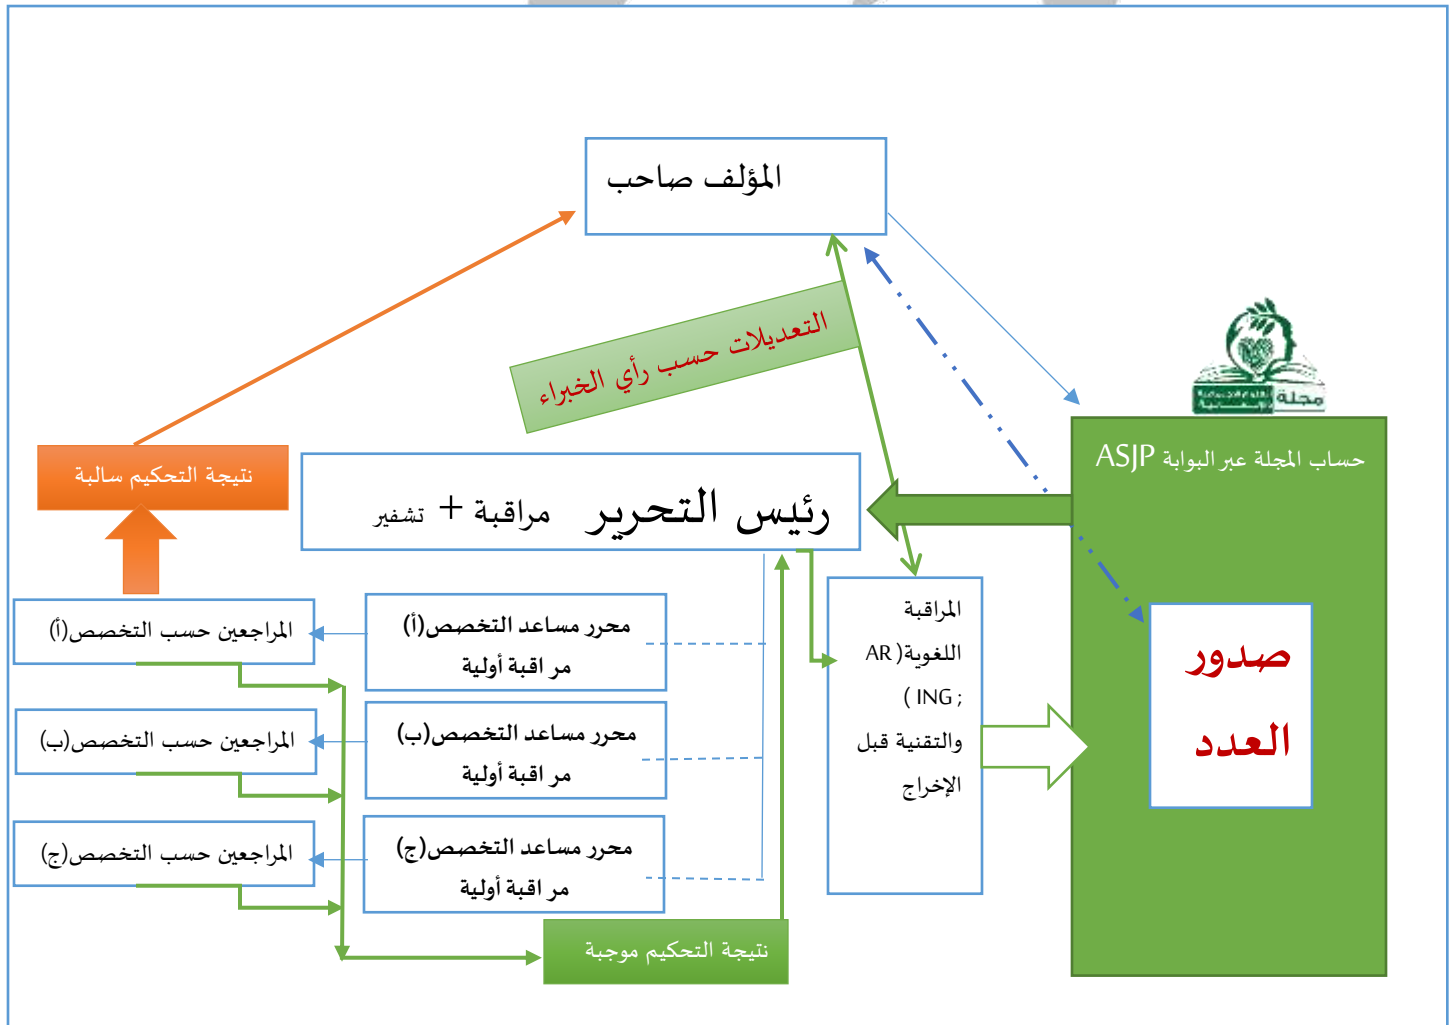 المؤلف صاحب
التعديلات حسب رأي الخبراء
مجلة
حساب المجلة عبر البوابة ASJP
نتيجة التحكيم سالبة
رئيس التحرير مراقبة + تشفير
المراقبة
اللغوية(AR
; ING )
والتقنية قبل
الإخراج
صدور
العدد
محرر مساعد التخصص(أ)
مراقبة أولية
المراجعين حسب التخصص(أ)
محرر مساعد التخصص(ب)
مراقبة أولية
المراجعين حسب التخصص(ب)
محرر مساعد التخصص(ج)
مراقبة أولية
المراجعين حسب التخصص(ج)
نتيجة التحكيم موجبة